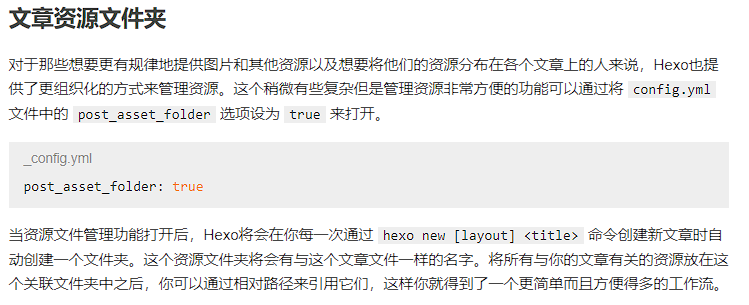 文章资源文件夹
对于那些想要更有规律地提供图片和其他资源以及想要将他们的资源分布在各个文章上的人来说，Hexo也提
供了更组织化的方式来管理资源。这个稍微有些复杂但是管理资源非常方便的功能可以通过将 config.yml
文件中的 post_asset_folder 选项设为 true 来打开。
_config.yml
post_asset_folder: true
当资源文件管理功能打开后，Hexo将会在你每一次通过 hexo new [layout] <title> 命令创建新文章时自
动创建一个文件夹。这个资源文件夹将会有与这个文章文件一样的名字。将所有与你的文章有关的资源放在这
个关联文件夹中之后，你可以通过相对路径来引用它们，这样你就得到了一个更简单而且方便得多的工作流。